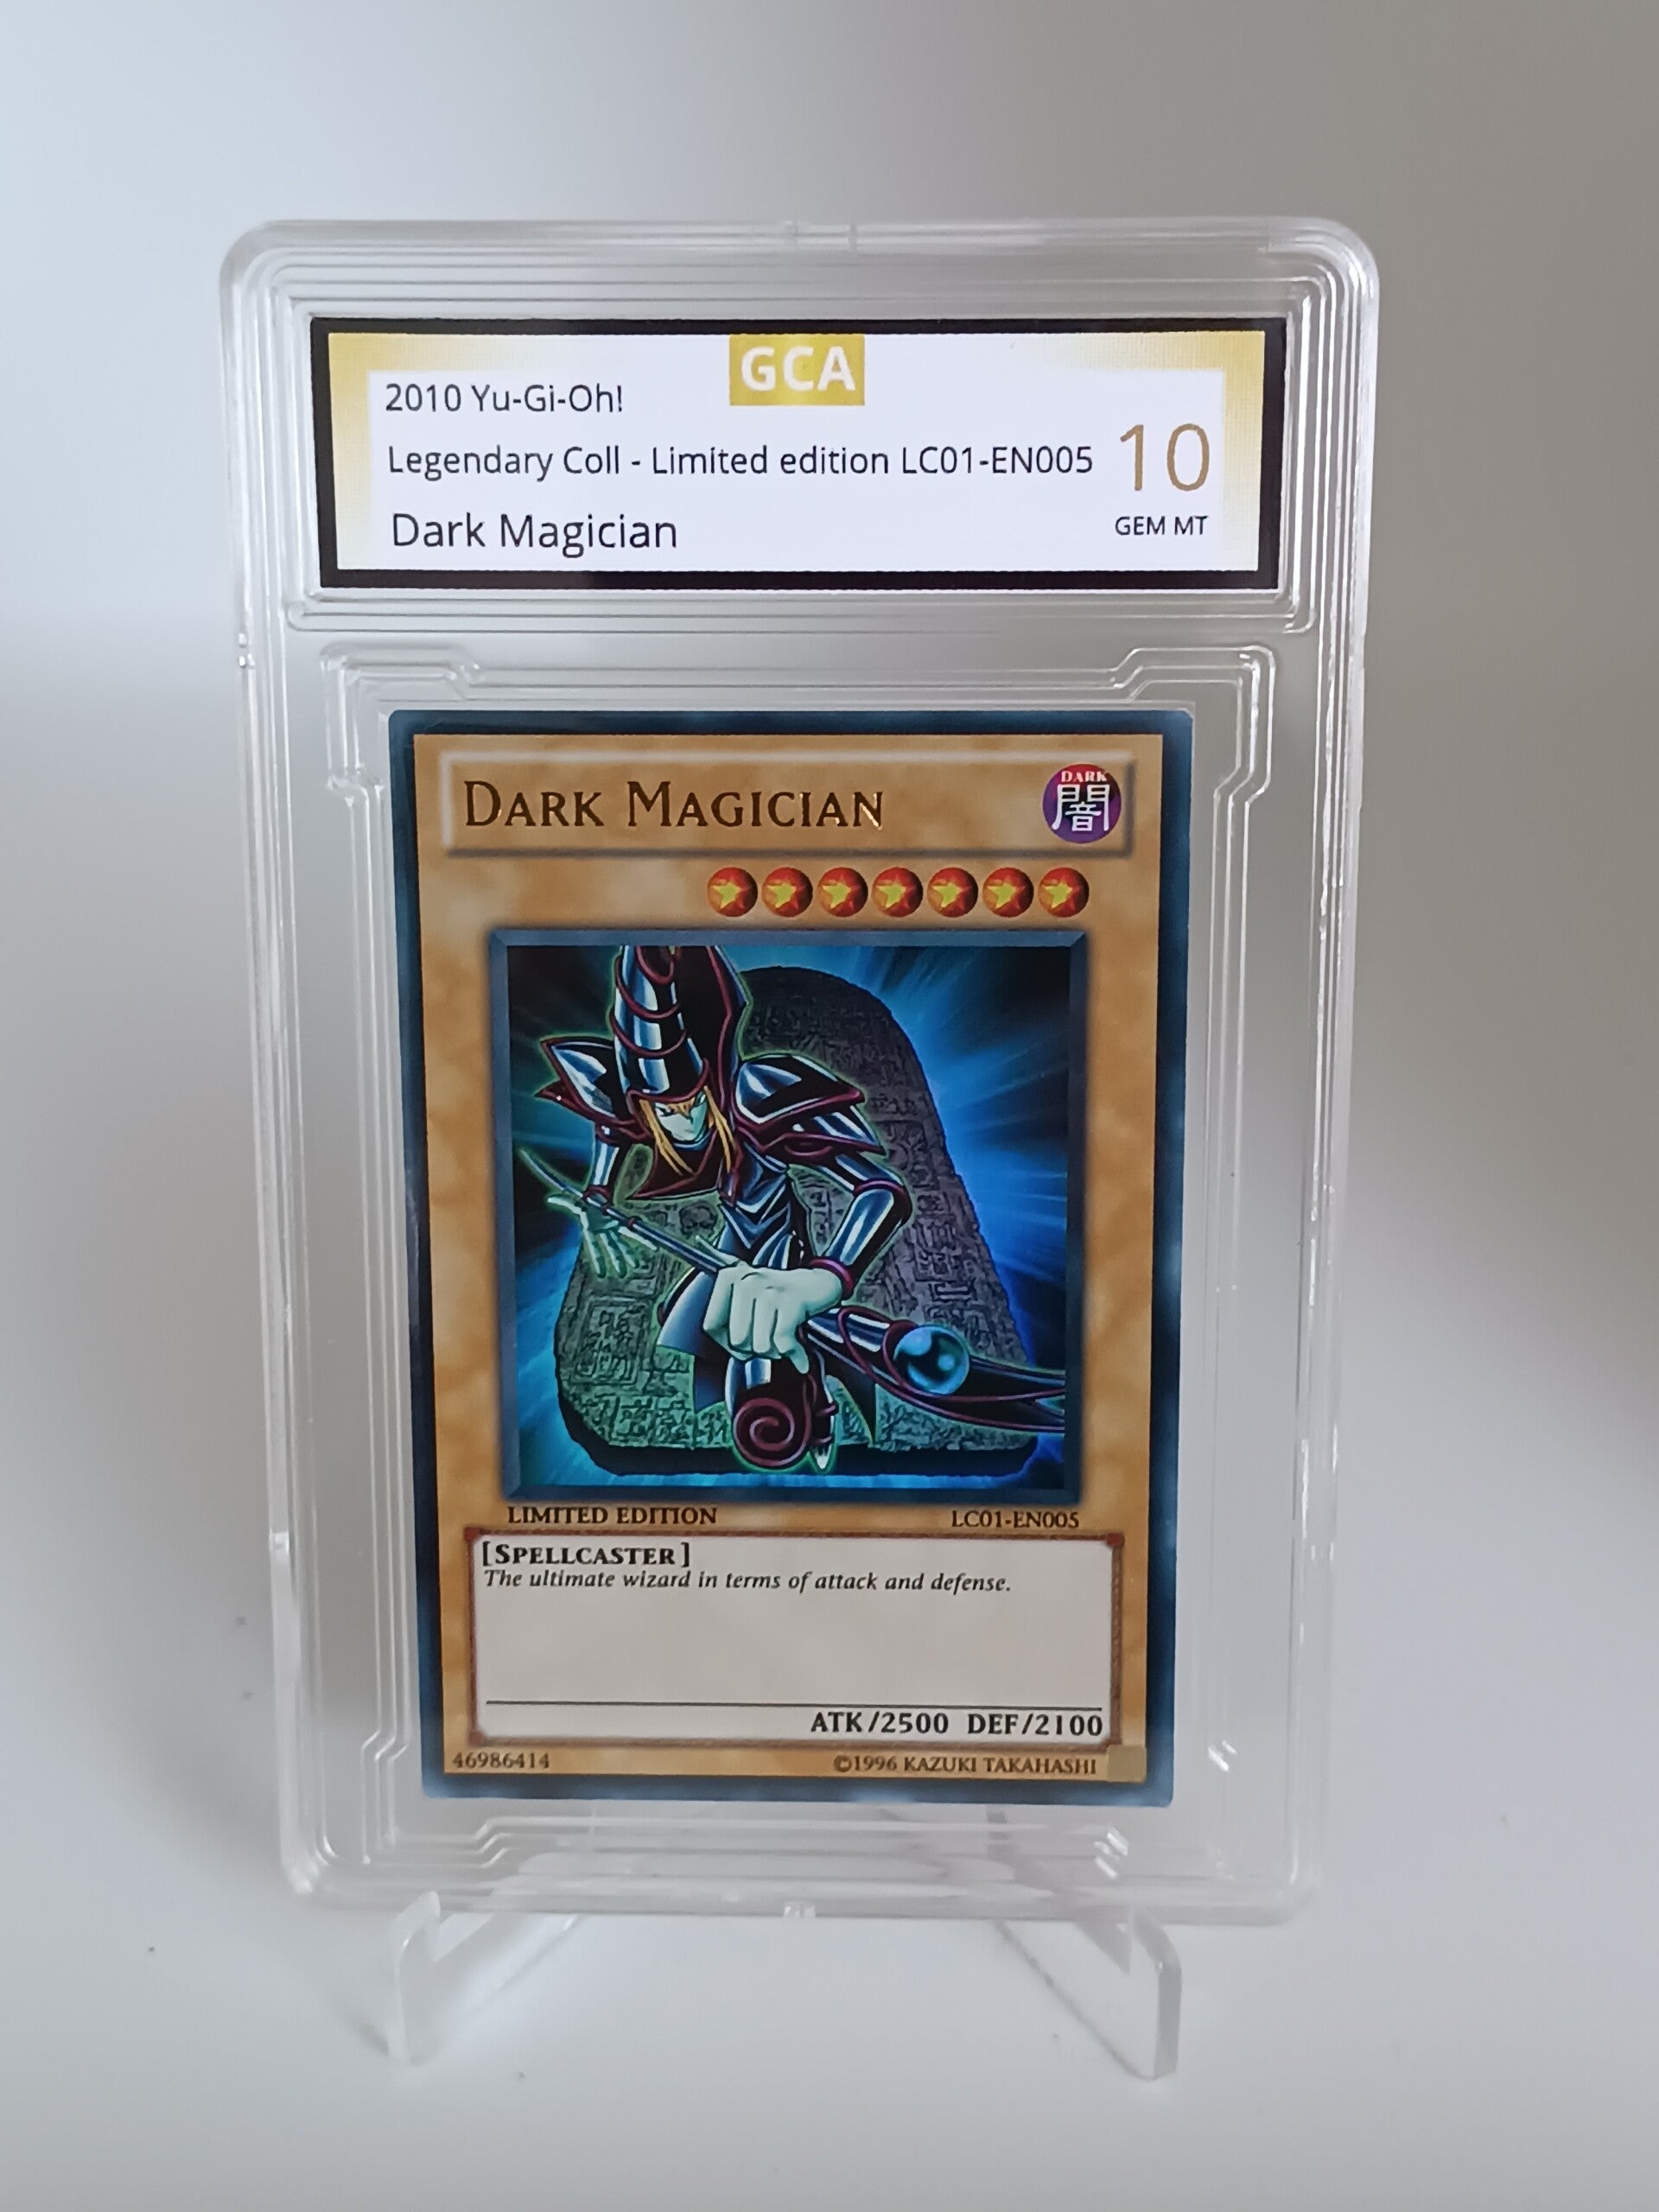 GCA
2010 Yu-Gi-Oh!
Legendary Coll - Limited edition LC01-EN005
10
Dark Magician
GEM MT
DARK MAGICIAN
DARK
闇
LIMITED EDITION LC01-EN005
[SPELLCASTER]
The ultimate wizard in terms of attack and defense.
ATK/2500 DEF/2100
46986414 ©1996 KAZUKI TAKAHASHI